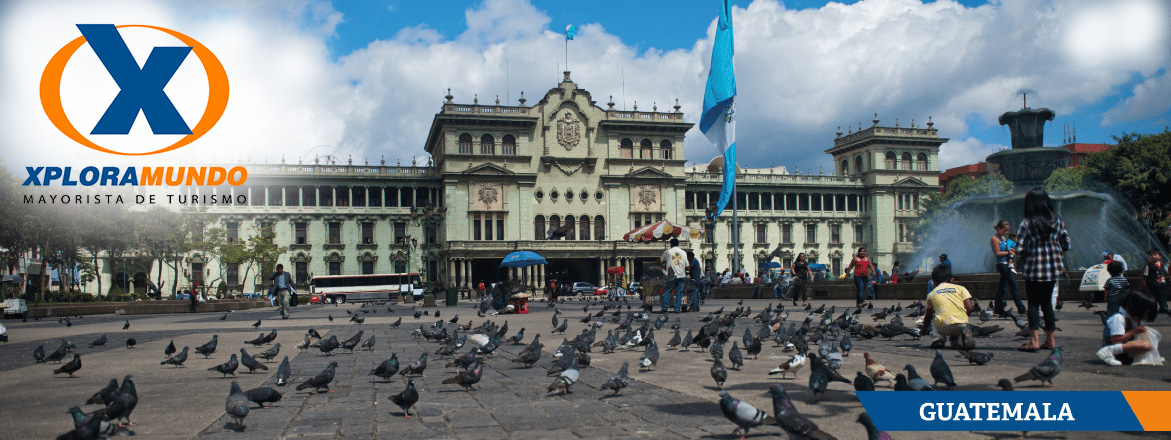 X
XPLORAMUNDO
MAYORISTA DE TURISMO
GUATEMALA